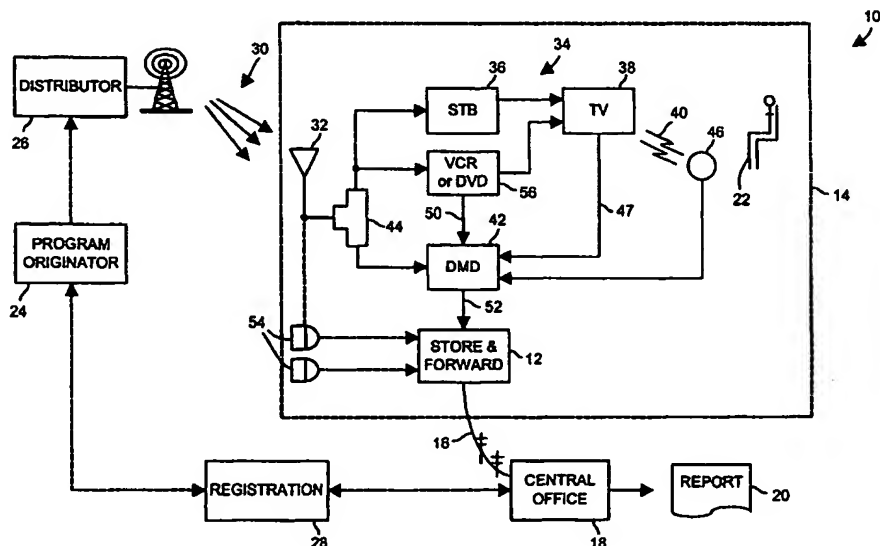 10
30
34
36
38
DISTRIBUTOR
STB
TV
40
46
26
32
VCR
or DVD
56
14
22
44
50
42
47
PROGRAM
ORIGINATOR
DMD
24
52
54
STORE &
FORWARD
12
18
REGISTRATION
CENTRAL
OFFICE
REPORT
20
28
18